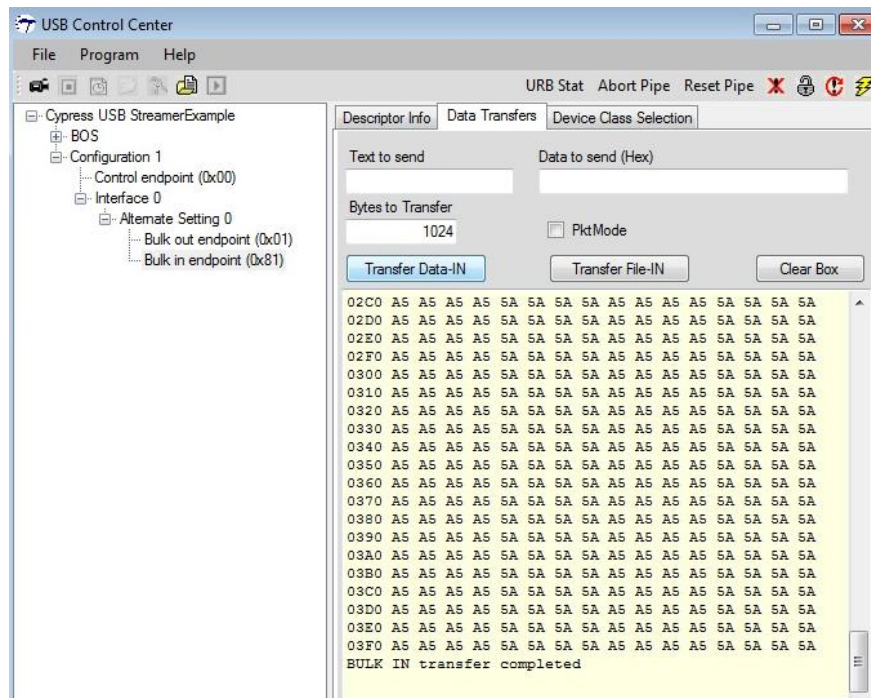 USB Control Center
File Program Help
URB Stat Abort Pipe Reset Pipe
Cypress USB StreamerExample
BOS
Configuration 1
Control endpoint (0x00)
Interface 0
Alternate Setting 0
Bulk out endpoint (0x01)
Bulk in endpoint (0x81)
Descriptor Info Data Transfers Device Class Selection
Text to send Data to send (Hex)
Bytes to Transfer
1024 PktMode
Transfer Data-IN Transfer File-IN Clear Box
02C0 A5 A5 A5 A5 5A 5A 5A 5A A5 A5 A5 A5 5A 5A 5A 5A
02D0 A5 A5 A5 A5 5A 5A 5A 5A A5 A5 A5 A5 5A 5A 5A 5A
02E0 A5 A5 A5 A5 5A 5A 5A 5A A5 A5 A5 A5 5A 5A 5A 5A
02F0 A5 A5 A5 A5 5A 5A 5A 5A A5 A5 A5 A5 5A 5A 5A 5A
0300 A5 A5 A5 A5 5A 5A 5A 5A A5 A5 A5 A5 5A 5A 5A 5A
0310 A5 A5 A5 A5 5A 5A 5A 5A A5 A5 A5 A5 5A 5A 5A 5A
0320 A5 A5 A5 A5 5A 5A 5A 5A A5 A5 A5 A5 5A 5A 5A 5A
0330 A5 A5 A5 A5 5A 5A 5A 5A A5 A5 A5 A5 5A 5A 5A 5A
0340 A5 A5 A5 A5 5A 5A 5A 5A A5 A5 A5 A5 5A 5A 5A 5A
0350 A5 A5 A5 A5 5A 5A 5A 5A A5 A5 A5 A5 5A 5A 5A 5A
0360 A5 A5 A5 A5 5A 5A 5A 5A A5 A5 A5 A5 5A 5A 5A 5A
0370 A5 A5 A5 A5 5A 5A 5A 5A A5 A5 A5 A5 5A 5A 5A 5A
0380 A5 A5 A5 A5 5A 5A 5A 5A A5 A5 A5 A5 5A 5A 5A 5A
0390 A5 A5 A5 A5 5A 5A 5A 5A A5 A5 A5 A5 5A 5A 5A 5A
03A0 A5 A5 A5 A5 5A 5A 5A 5A A5 A5 A5 A5 5A 5A 5A 5A
03B0 A5 A5 A5 A5 5A 5A 5A 5A A5 A5 A5 A5 5A 5A 5A 5A
03C0 A5 A5 A5 A5 5A 5A 5A 5A A5 A5 A5 A5 5A 5A 5A 5A
03D0 A5 A5 A5 A5 5A 5A 5A 5A A5 A5 A5 A5 5A 5A 5A 5A
03E0 A5 A5 A5 A5 5A 5A 5A 5A A5 A5 A5 A5 5A 5A 5A 5A
03F0 A5 A5 A5 A5 5A 5A 5A 5A A5 A5 A5 A5 5A 5A 5A 5A
BULK IN transfer completed